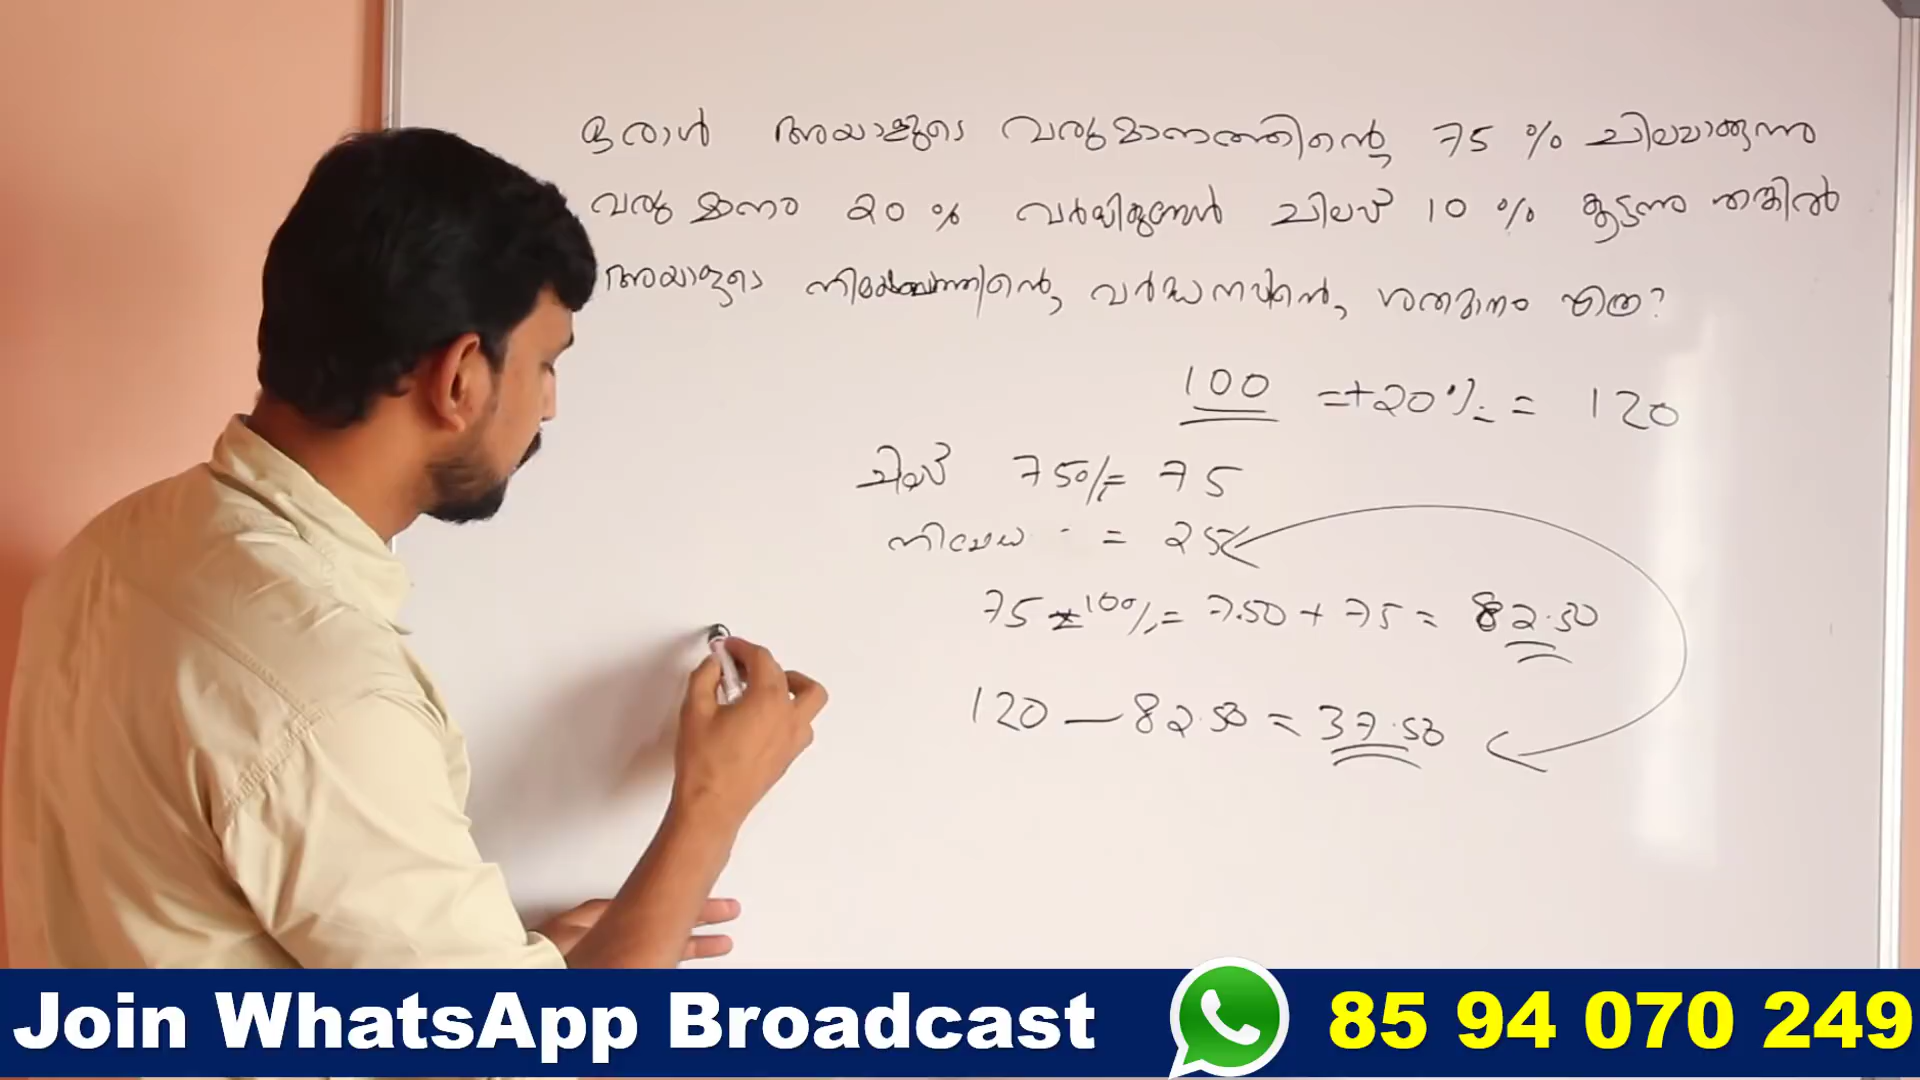 ഒരാൾ അയാളുടെ വരുമാനത്തിന്റെ 75 % ചിലവാക്കുന്നു
വരുമാനം 20 % വർധിക്കുമ്പോൾ ചിലവ് 10 % കൂടുന്നു എങ്കിൽ
അയാളുടെ വർദ്ധനവിന്റെ ശതമാനം എത്ര?
100 =+20% = 120
ചിലവ് 75% = 75
= 25
75 10% = 7.50 + 75 = 82.50
120 — 82.50 = 37.50
Join WhatsApp Broadcast 85 94 070 249